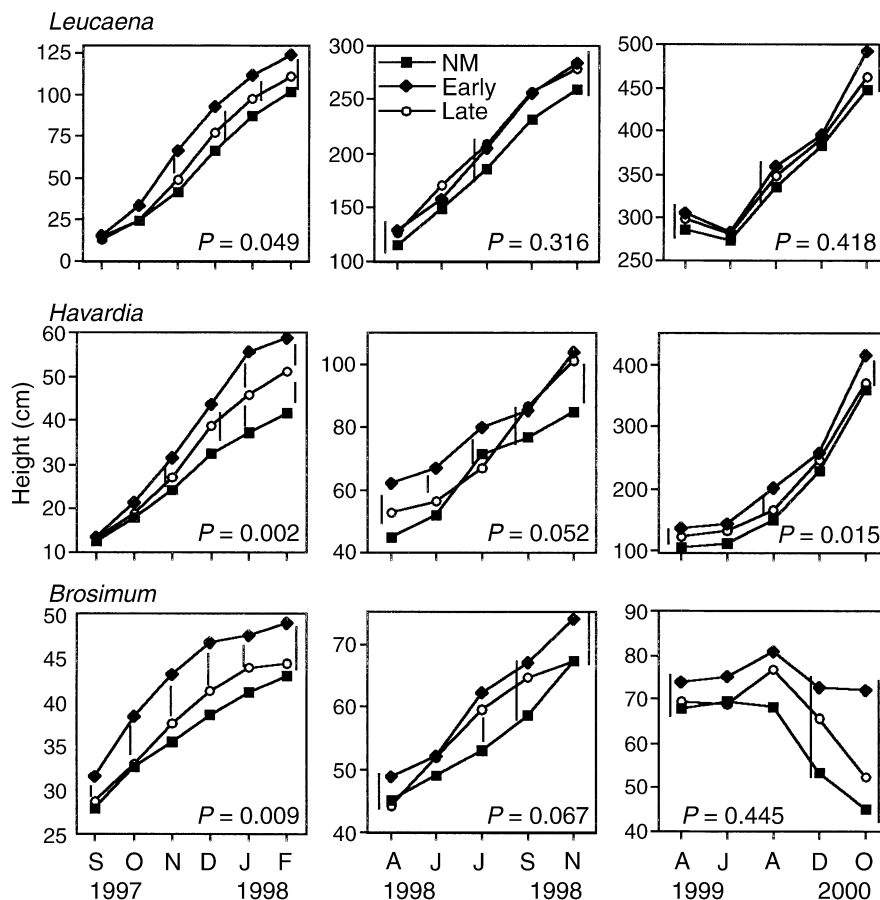 Leucaena
125
100
75
50
25
0
P = 0.049
300
250
200
150
100
NM
Early
Late
P = 0.316
500
450
400
350
300
250
P = 0.418
Havardia
Height (cm)
60
50
40
30
20
10
P = 0.002
100
80
60
40
P = 0.052
400
300
200
100
P = 0.015
Brosimum
50
45
40
35
30
25
P = 0.009
70
60
50
40
P = 0.067
90
80
70
60
50
40
P = 0.445
S O N D J F
1997 1998
A J J S N
1998 1998
A J A D O
1999 2000